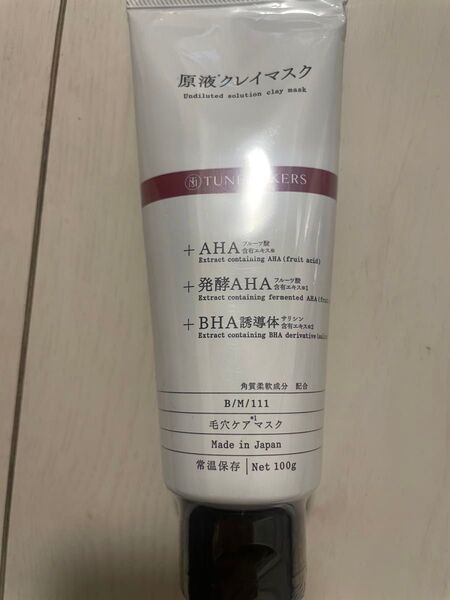 原液*クレイマスク
Undiluted solution clay mask
TUNEMAKERS
+AHA フルーツ酸含有エキス※
Extract containing AHA (fruit acid)
+発酵AHA フルーツ酸含有エキス※1
Extract containing fermented AHA (fru
+BHA誘導体 サリシン含有エキス※2
Extract containing BHA derivative
角質柔軟成分 配合
B/M/111
毛穴ケア*1マスク
Made in Japan
常温保存 | Net 100g